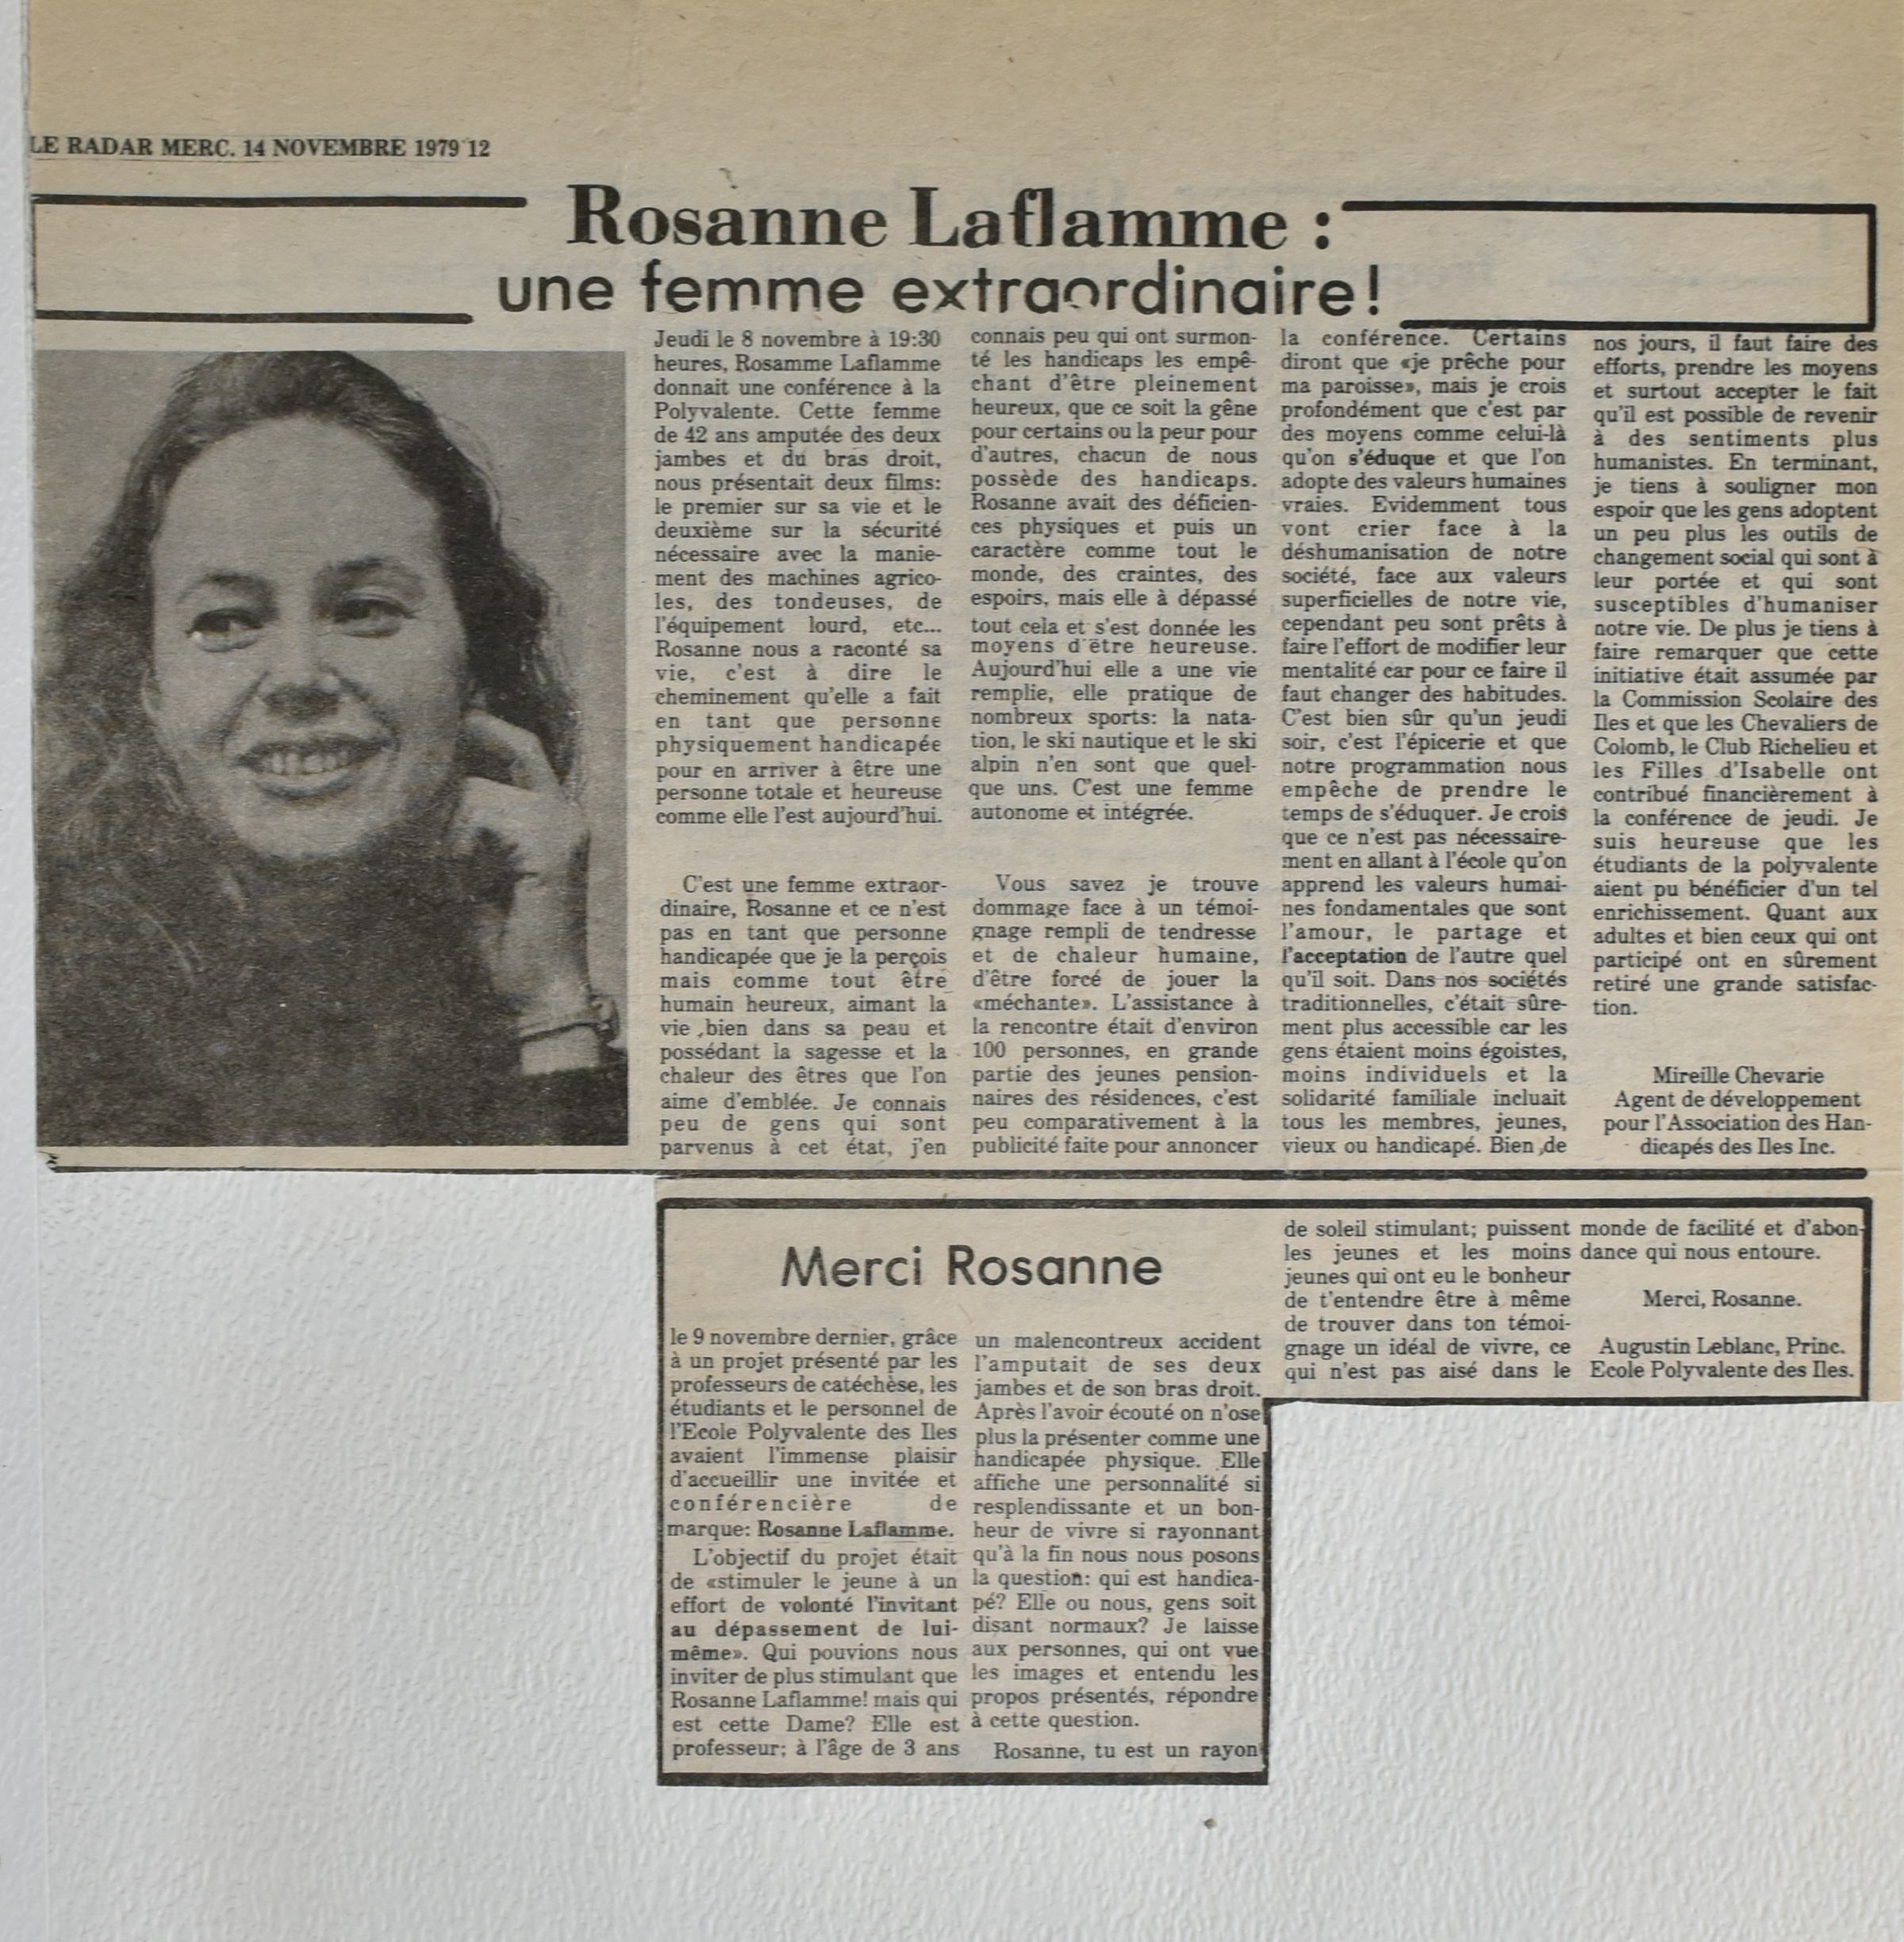 LE RADAR MERC. 14 NOVEMBRE 1979 12
Rosanne Laflamme :
une femme extraordinaire!
Jeudi le 8 novembre à 19:30
heures, Rosamme Laflamme
donnait une conférence à la
Polyvalente. Cette femme
de 42 ans amputée des deux
jambes et du bras droit,
nous présentait deux films:
le premier sur sa vie et le
deuxième sur la sécurité
nécessaire avec la manie-
ment des machines agrico-
les, des tondeuses, de
l'équipement lourd, etc...
Rosanne nous a raconté sa
vie, c'est à dire le
cheminement qu'elle a fait
en tant que personne
physiquement handicapée
pour en arriver à être une
personne totale et heureuse
comme elle l'est aujourd'hui.
C'est une femme extraor-
dinaire, Rosanne et ce n'est
pas en tant que personne
handicapée que je la perçois
mais comme tout être
humain heureux, aimant la
vie ,bien dans sa peau et
possédant la sagesse et la
chaleur des êtres que l'on
aime d'emblée. Je connais
peu de gens qui sont
parvenus à cet état, j'en
connais peu qui ont surmon-
té les handicaps les empê-
chant d'être pleinement
heureux, que ce soit la gêne
pour certains ou la peur pour
d'autres, chacun de nous
possède des handicaps.
Rosanne avait des déficien-
ces physiques et puis un
caractère comme tout le
monde, des craintes, des
espoirs, mais elle à dépassé
tout cela et s'est donnée les
moyens d'être heureuse.
Aujourd'hui elle a une vie
remplie, elle pratique de
nombreux sports: la nata-
tion, le ski nautique et le ski
alpin n'en sont que quel-
que uns. C'est une femme
autonome et intégrée.
Vous savez je trouve
dommage face à un témoi-
gnage rempli de tendresse
et de chaleur humaine,
d'être forcé de jouer la
«méchante». L'assistance à
la rencontre était d'environ
100 personnes, en grande
partie des jeunes pension-
naires des résidences, c'est
peu comparativement à la
publicité faite pour annoncer
la conférence. Certains
diront que «je prêche pour
ma paroisse», mais je crois
profondément que c'est par
des moyens comme celui-là
qu'on s'éduque et que l'on
adopte des valeurs humaines
vraies. Evidemment tous
vont crier face à la
déshumanisation de notre
société, face aux valeurs
superficielles de notre vie,
cependant peu sont prêts à
faire l'effort de modifier leur
mentalité car pour ce faire il
faut changer des habitudes.
C'est bien sûr qu'un jeudi
soir, c'est l'épicerie et que
notre programmation nous
empêche de prendre le
temps de s'éduquer. Je crois
que ce n'est pas nécessaire-
ment en allant à l'école qu'on
apprend les valeurs humai-
nes fondamentales que sont
l'amour, le partage et
l'acceptation de l'autre quel
qu'il soit. Dans nos sociétés
traditionnelles, c'était sûre-
ment plus accessible car les
gens étaient moins égoistes,
moins individuels et la
solidarité familiale incluait
tous les membres, jeunes,
vieux ou handicapé. Bien ,de
nos jours, il faut faire des
efforts, prendre les moyens
et surtout accepter le fait
qu'il est possible de revenir
à des sentiments plus
humanistes. En terminant,
je tiens à souligner mon
espoir que les gens adoptent
un peu plus les outils de
changement social qui sont à
leur portée et qui sont
susceptibles d'humaniser
notre vie. De plus je tiens à
faire remarquer que cette
initiative était assumée par
la Commission Scolaire des
Iles et que les Chevaliers de
Colomb, le Club Richelieu et
les Filles d'Isabelle ont
contribué financièrement à
la conférence de jeudi. Je
suis heureuse que les
étudiants de la polyvalente
aient pu bénéficier d'un tel
enrichissement. Quant aux
adultes et bien ceux qui ont
participé ont en sûrement
retiré une grande satisfac-
tion.
Mireille Chevarie
Agent de développement
pour l'Association des Han-
dicapés des Iles Inc.
Merci Rosanne
le 9 novembre dernier, grâce
à un projet présenté par les
professeurs de catéchèse, les
étudiants et le personnel de
l'Ecole Polyvalente des Iles
avaient l'immense plaisir
d'accueillir une invitée et
conférencière de
marque: Rosanne Laflamme.
L'objectif du projet était
de «stimuler le jeune à un
effort de volonté l'invitant
au dépassement de lui-
même». Qui pouvions nous
inviter de plus stimulant que
Rosanne Laflamme! mais qui
est cette Dame? Elle est
professeur; à l'âge de 3 ans
un malencontreux accident
l'amputait de ses deux
jambes et de son bras droit.
Après l'avoir écouté on n'ose
plus la présenter comme une
handicapée physique. Elle
affiche une personnalité si
resplendissante et un bon-
heur de vivre si rayonnant
qu'à la fin nous nous posons
la question: qui est handica-
pé? Elle ou nous, gens soit
disant normaux? Je laisse
aux personnes, qui ont vue
les images et entendu les
propos présentés, répondre
à cette question.
Rosanne, tu est un rayon
de soleil stimulant; puissent
les jeunes et les moins
jeunes qui ont eu le bonheur
de t'entendre être à même
de trouver dans ton témoi-
gnage un idéal de vivre, ce
qui n'est pas aisé dans le
monde de facilité et d'abon-
dance qui nous entoure.
Merci, Rosanne.
Augustin Leblanc, Princ.
Ecole Polyvalente des Iles.